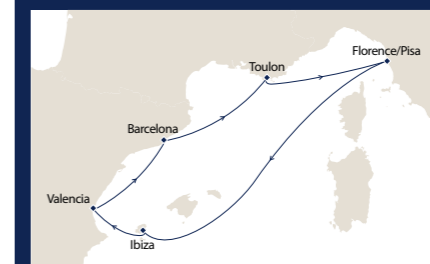 Florence/Pisa
Toulon
Barcelona
Valencia
Ibiza